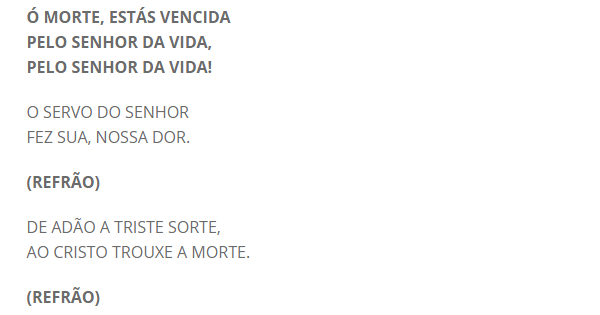 Ó MORTE, ESTÁS VENCIDA
PELO SENHOR DA VIDA,
PELO SENHOR DA VIDA!
O SERVO DO SENHOR
FEZ SUA, NOSSA DOR.
(REFRÃO)
DE ADÃO A TRISTE SORTE,
AO CRISTO TROUXE A MORTE.
(REFRÃO)